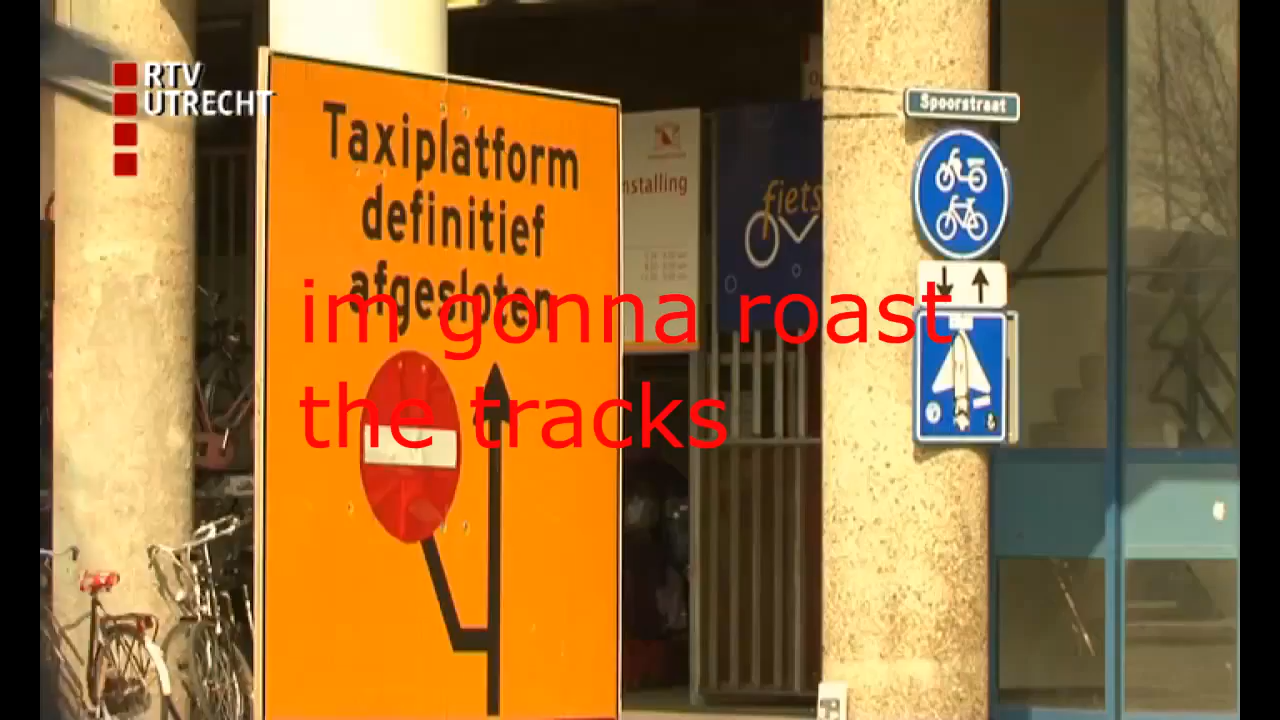 RTV
UTRECHT
Taxiplatform
definitief
afgesloten
nstalling
fiets
Spoorstraat
im gonna roast
the tracks